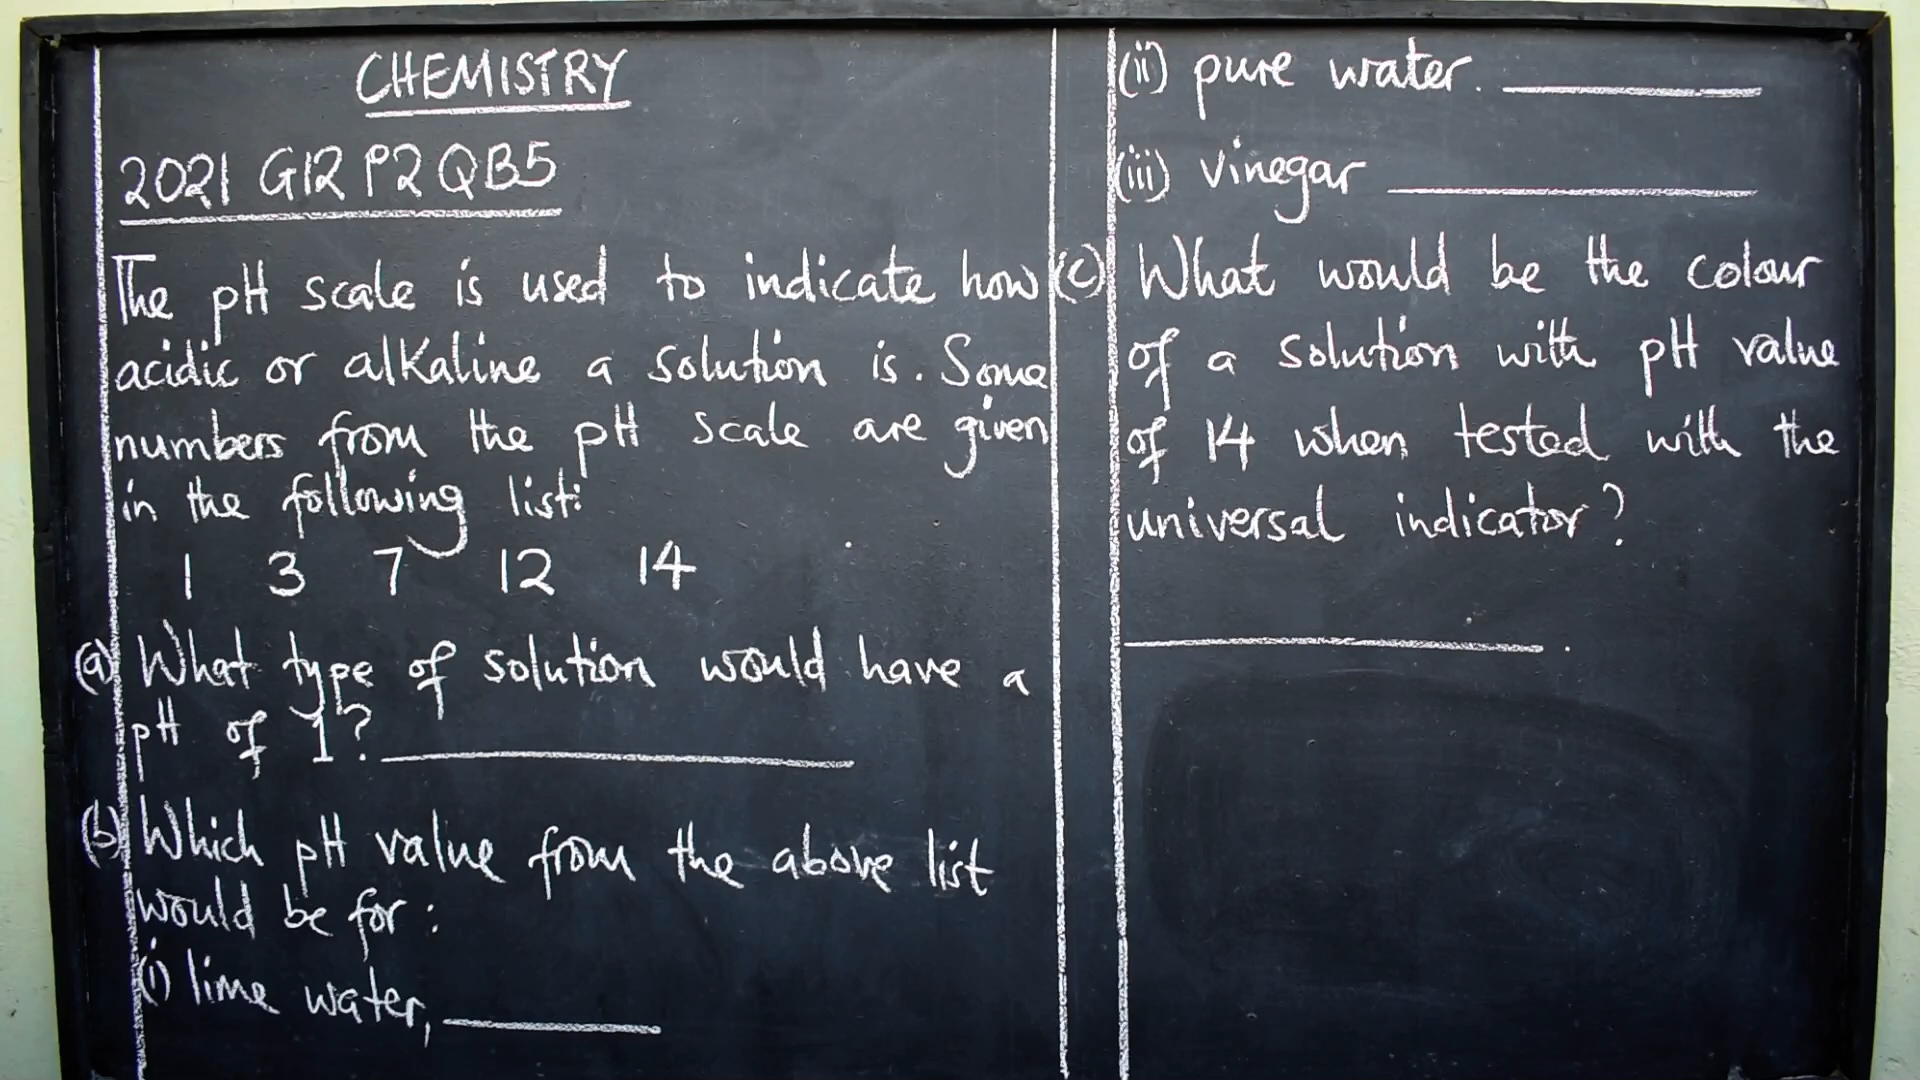 CHEMISTRY
2021 G12 P2 QB5
The pH scale is used to indicate how
acidic or alkaline a solution is. Some
numbers from the pH scale are given
in the following list:
1 3 7 12 14
(a) What type of solution would have a
pH of 1? __________
(b) Which pH value from the above list
would be for:
(i) lime water, __________
(ii) pure water. __________
(iii) vinegar __________
(c) What would be the colour
of a solution with pH value
of 14 when tested with the
universal indicator?
__________.